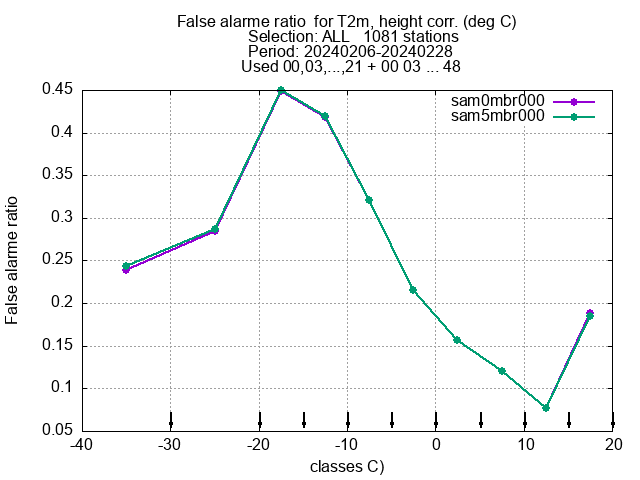 False alarme ratio  for T2m, height corr. (deg C)
Selection: ALL   1081 stations
Period: 20240206-20240228
Used 00,03,...,21 + 00 03 ... 48
sam0mbr000
sam5mbr000
False alarme ratio
0.45
0.4
0.35
0.3
0.25
0.2
0.15
0.1
0.05
-40 -30 -20 -10 0 10 20
classes C)